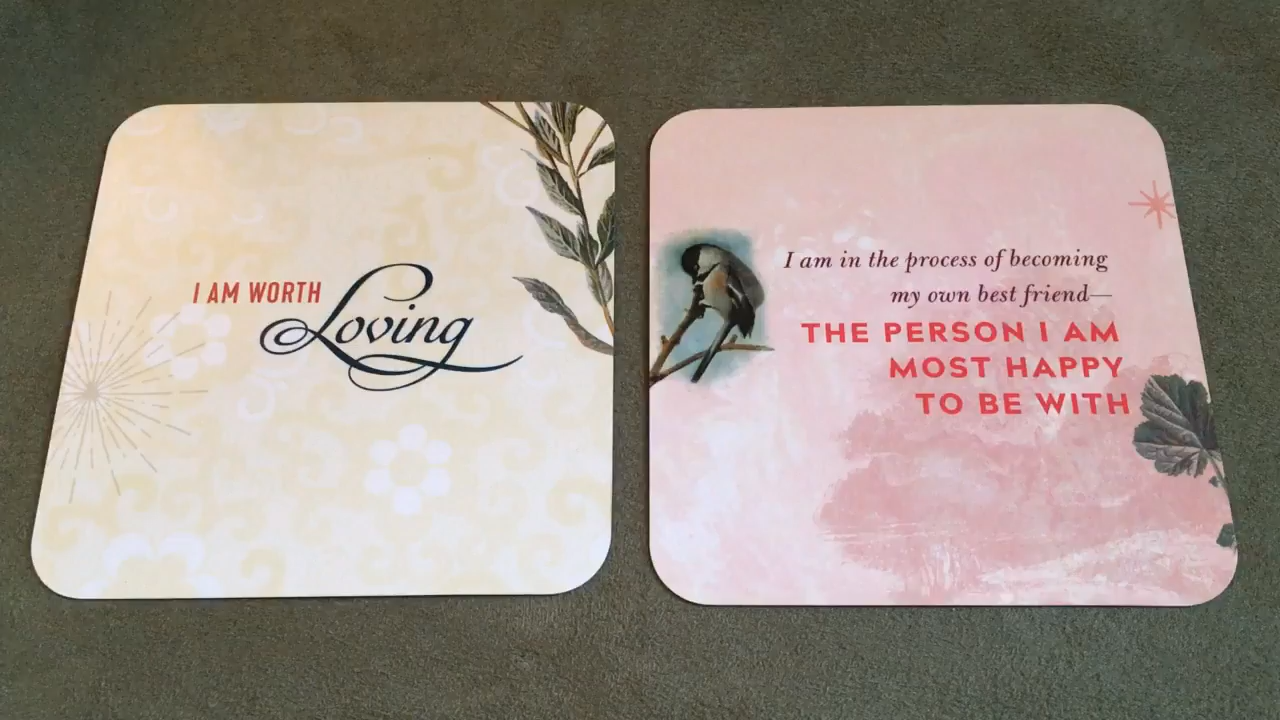 I AM WORTH
Loving
I am in the process of becoming
my own best friend—
THE PERSON I AM
MOST HAPPY
TO BE WITH